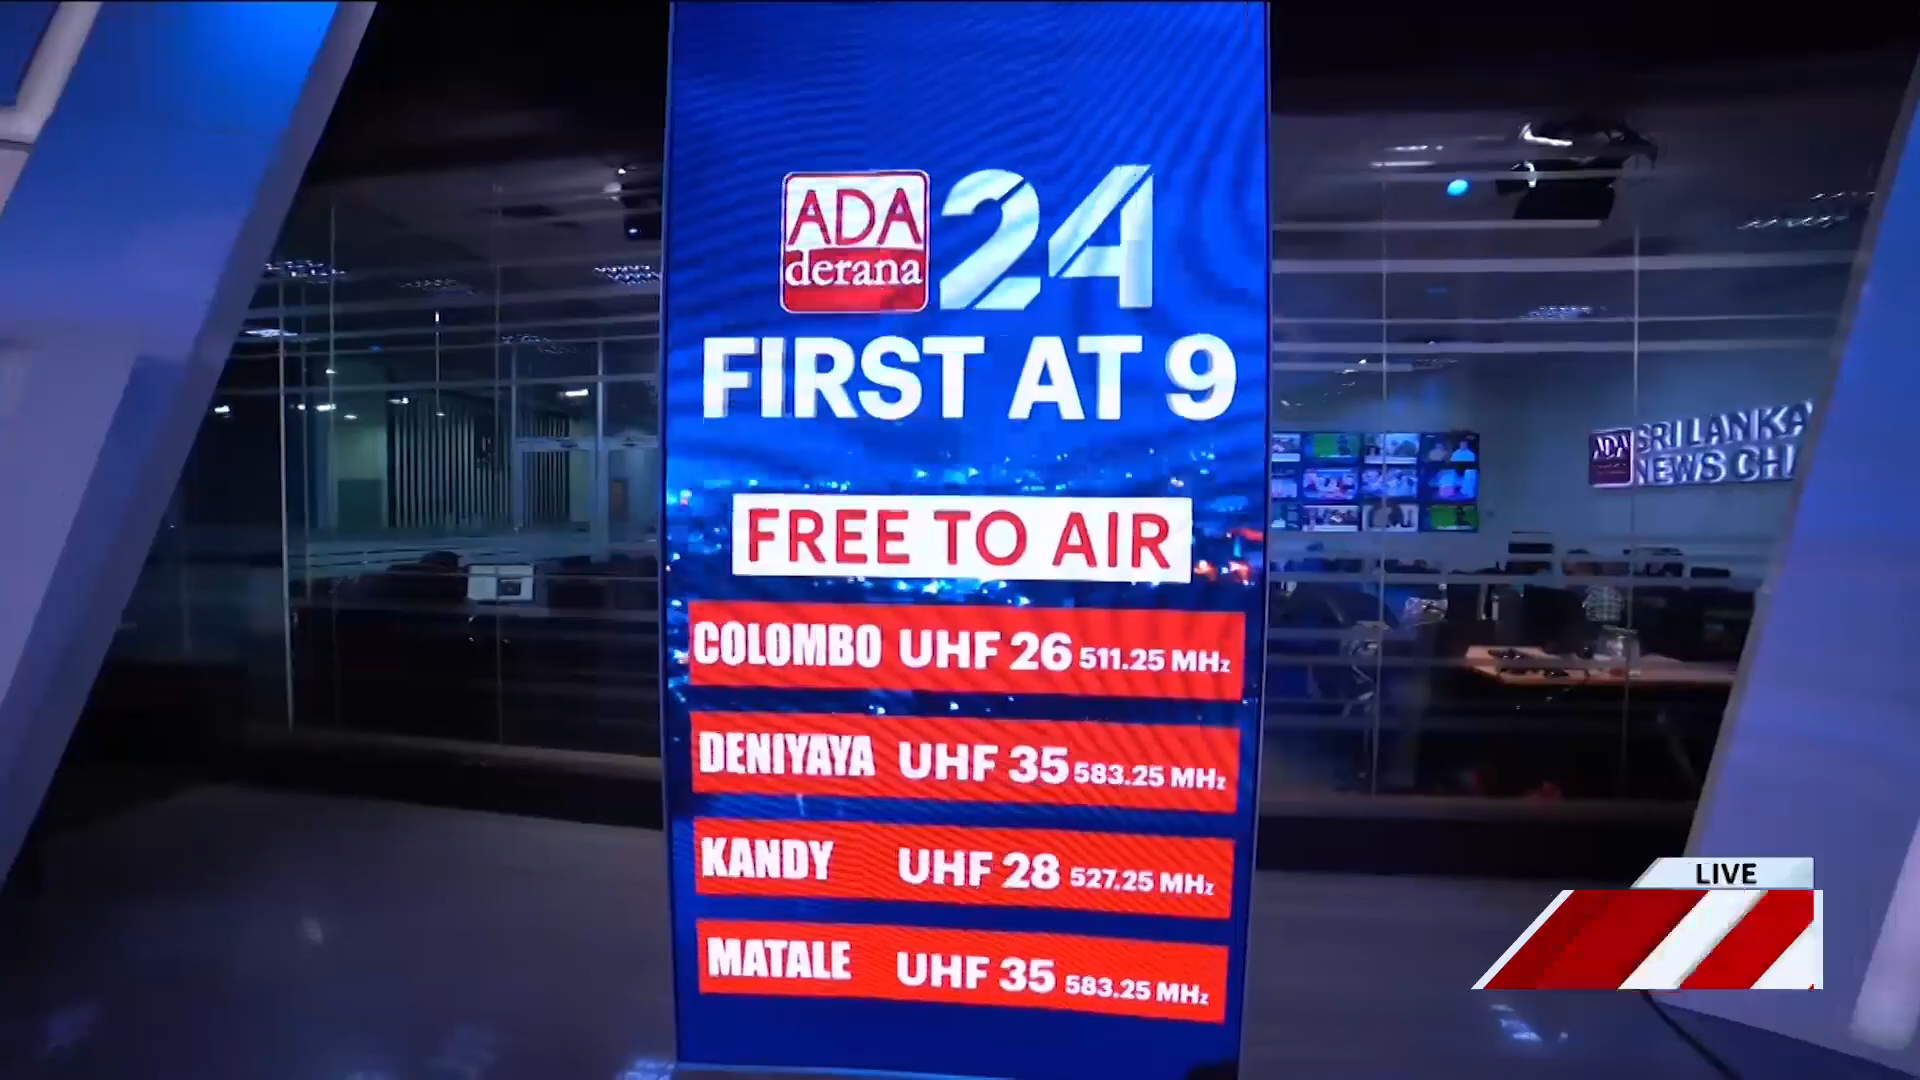 ADA
derana
24
FIRST AT 9
FREE TO AIR
COLOMBO UHF 26 511.25 MHz
DENIYAYA UHF 35 583.25 MHz
KANDY UHF 28 527.25 MHz
MATALE UHF 35 583.25 MHz
ADA
SRI LANKA
NEWS
LIVE